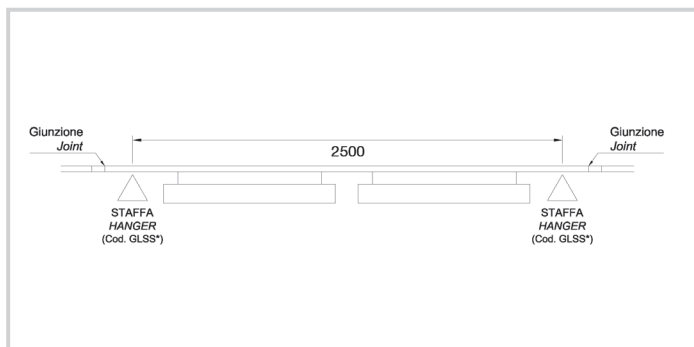 Giunzione
Joint
Giunzione
Joint
2500
STAFFA
HANGER
(Cod. GLSS*)
STAFFA
HANGER
(Cod. GLSS*)